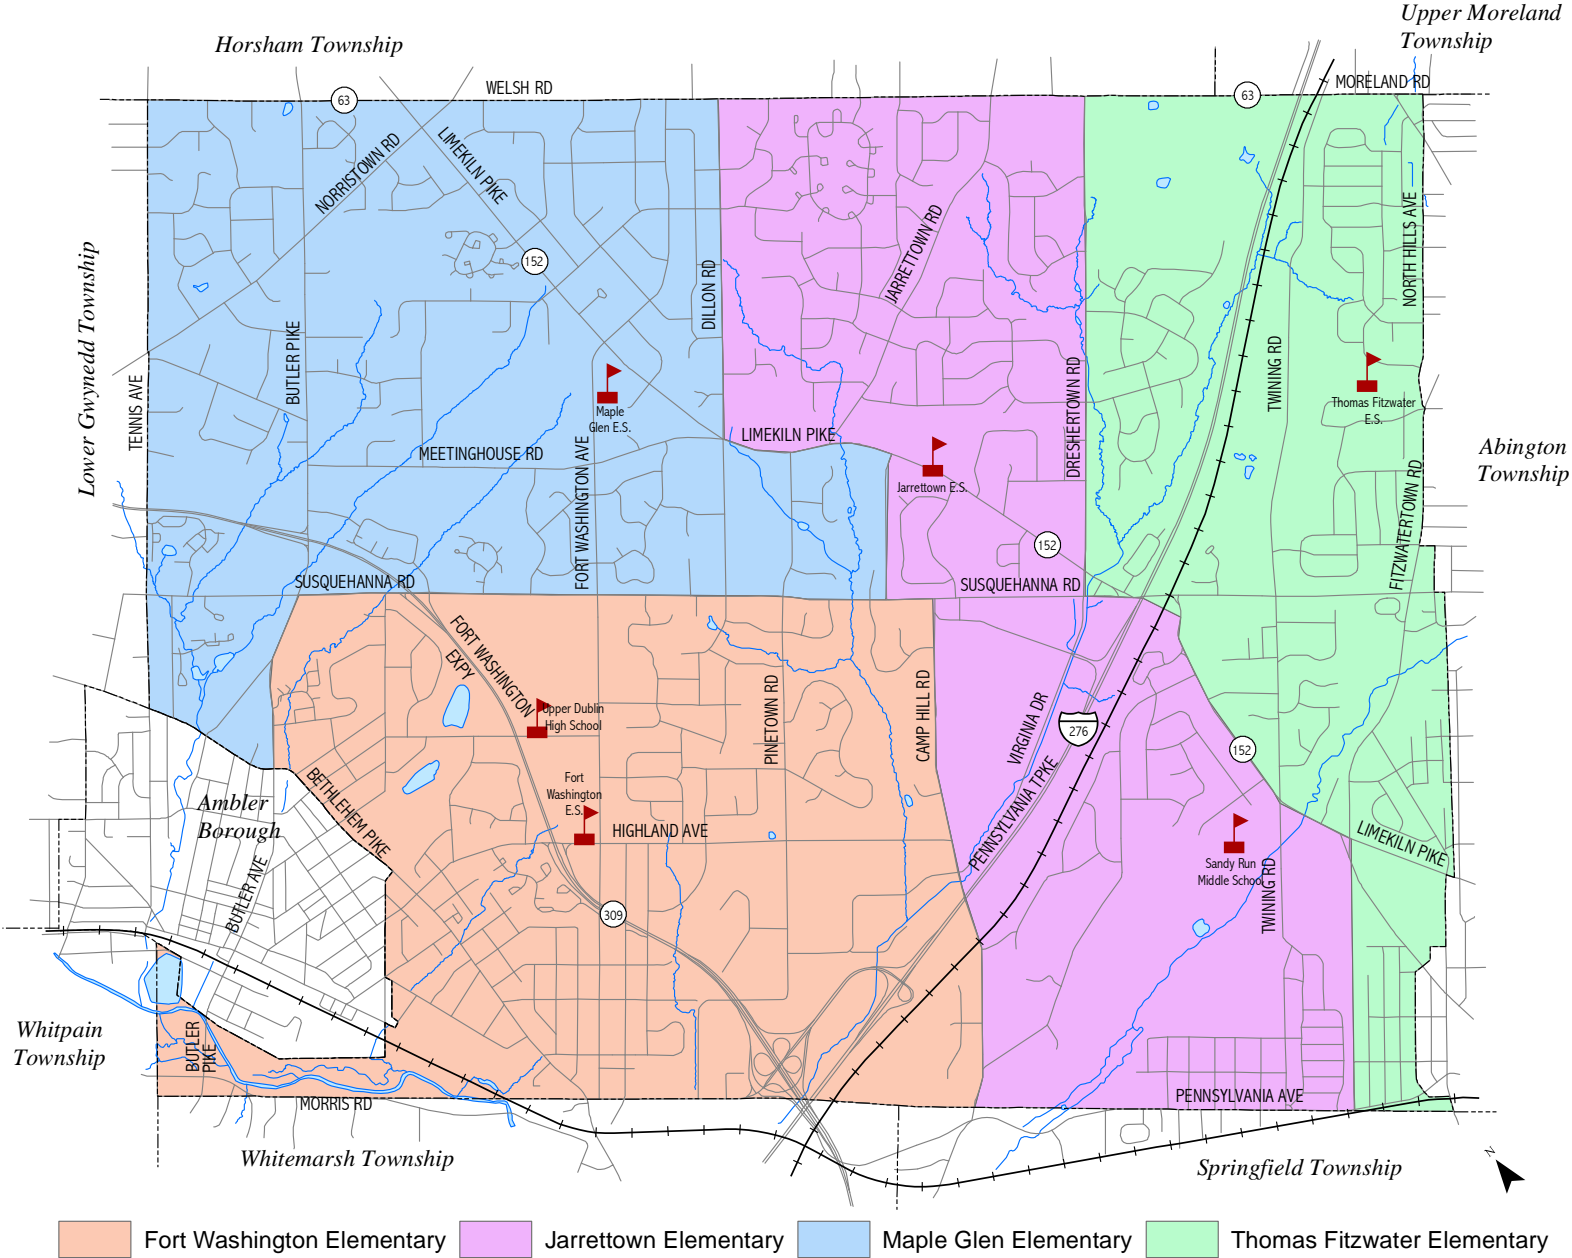 Upper Moreland
Township
Horsham Township
MORELAND RD
WELSH RD
63
63
NORRISTOWN RD
LIMEKILN PIKE
152
JARRETTOWN RD
NORTH HILLS AVE
Lower Gwynedd Township
DILLON RD
BUTLER PIKE
TENNIS AVE
TWINING RD
DRESHERTOWN RD
Maple
Glen E.S.
Thomas Fitzwater
E.S.
LIMEKILN PIKE
MEETINGHOUSE RD
FORT WASHINGTON AVE
Jarrettown E.S.
Abington
Township
FITZWATERTOWN RD
152
SUSQUEHANNA RD
SUSQUEHANNA RD
FORT WASHINGTON
EXPY
Upper Dublin
High School
PINETOWN RD
CAMP HILL RD
VIRGINIA DR
276
152
PENNSYLVANIA TPKE
Fort
Washington
E.S.
BETHLEHEM PIKE
Ambler
Borough
HIGHLAND AVE
LIMEKILN PIKE
Sandy Run
Middle School
TWINING RD
BUTLER AVE
309
Whitpain
Township
BUTLER
PIKE
MORRIS RD
PENNSYLVANIA AVE
Whitemarsh Township
Springfield Township
N
Fort Washington Elementary
Jarrettown Elementary
Maple Glen Elementary
Thomas Fitzwater Elementary